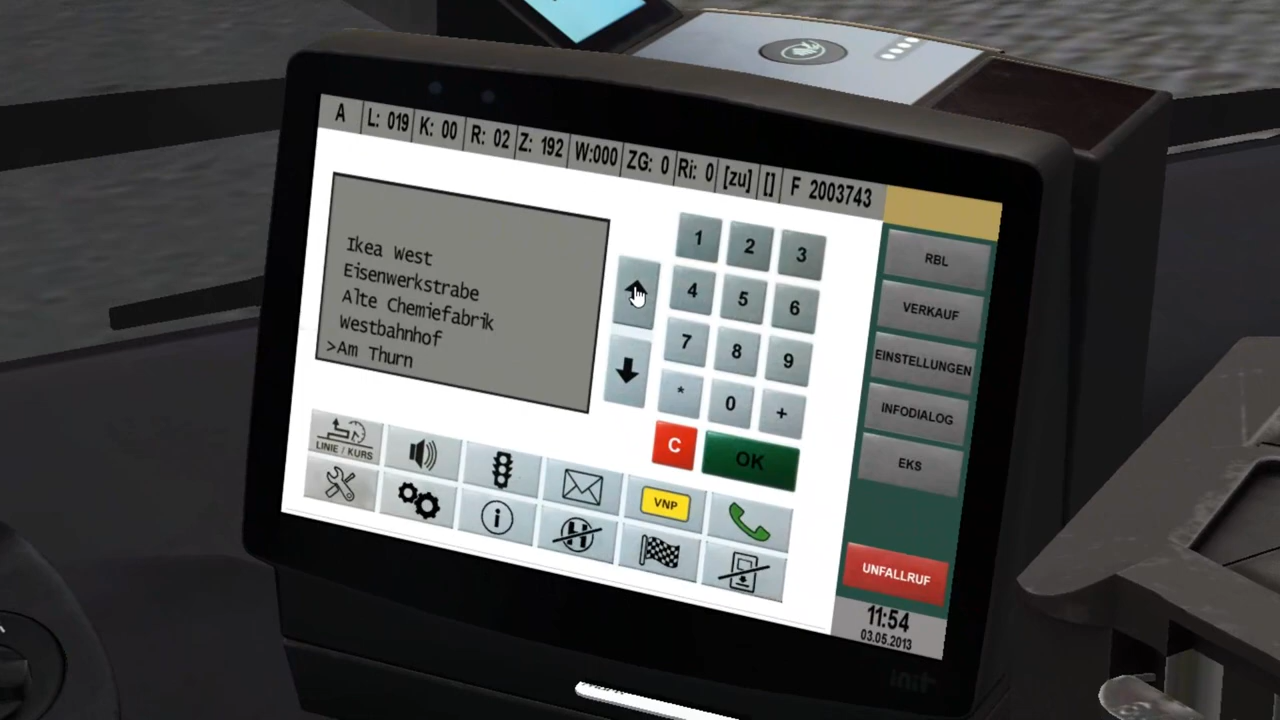 A L: 019 K: 00 R: 02 Z: 192 W:000 ZG: 0 Ri: 0 [zu] [] F 2003743
Ikea West
Eisenwerkstrabe
Alte Chemiefabrik
Westbahnhof
>Am Thurn
1 2 3
4 5 6
7 8 9
* 0 +
C OK
LINIE / KURS
VNP
i
H
RBL
VERKAUF
EINSTELLUNGEN
INFODIALOG
EKS
UNFALLRUF
11:54
03.05.2013
init